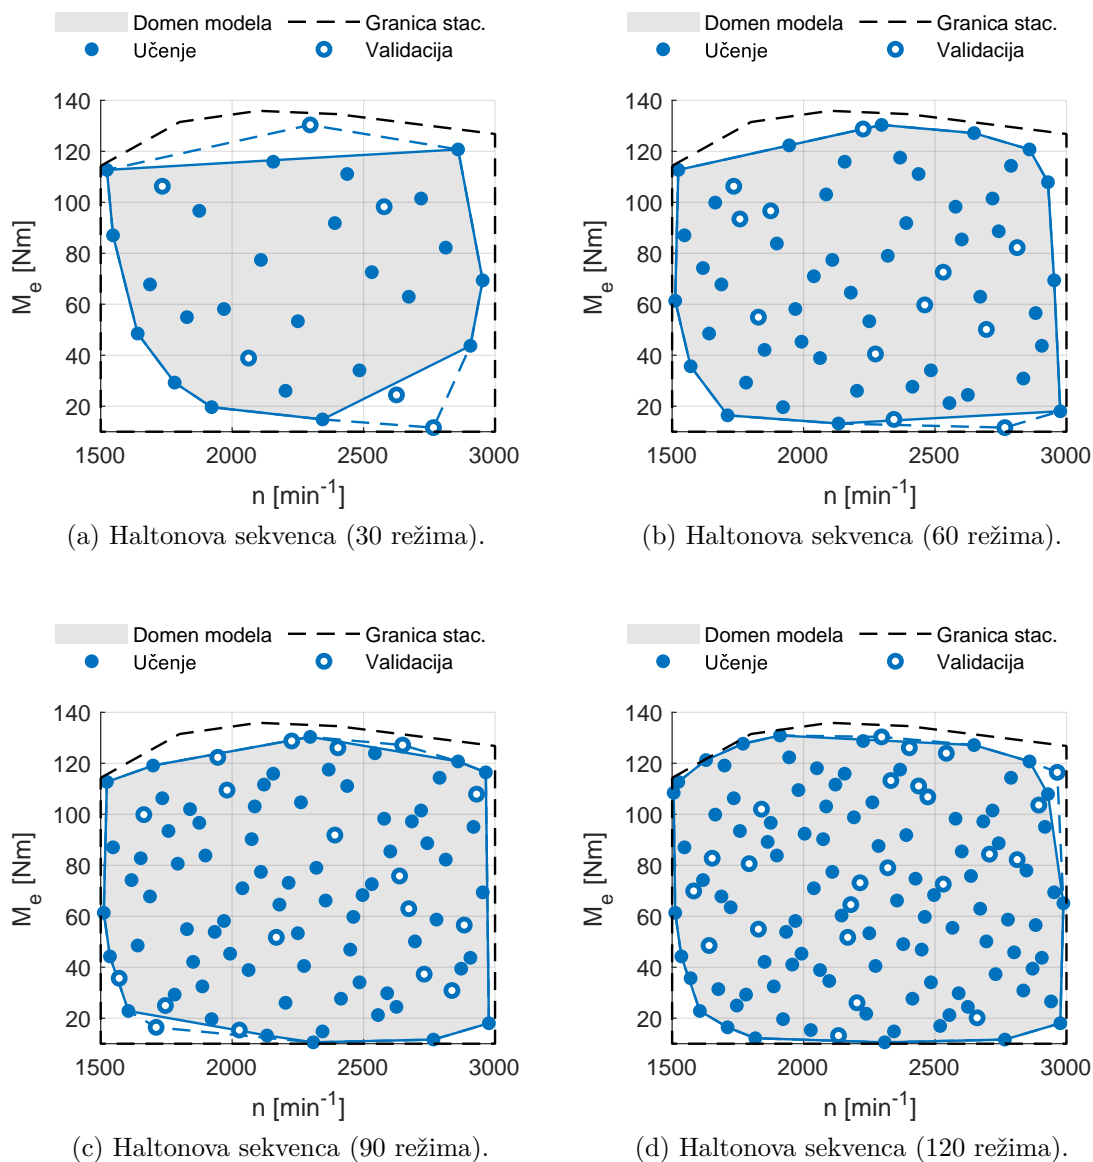 Domen modela Granica stac. Domen modela Granica stac.
Učenje Validacija Učenje Validacija
140 140
120 120
100 100
80 80
60 60
40 40
20 20
M_e [Nm] M_e [Nm]
1500 2000 2500 3000 1500 2000 2500 3000
n [min^-1] n [min^-1]
(a) Haltonova sekvenca (30 režima). (b) Haltonova sekvenca (60 režima).
Domen modela Granica stac. Domen modela Granica stac.
Učenje Validacija Učenje Validacija
140 140
120 120
100 100
80 80
60 60
40 40
20 20
M_e [Nm] M_e [Nm]
1500 2000 2500 3000 1500 2000 2500 3000
n [min^-1] n [min^-1]
(c) Haltonova sekvenca (90 režima). (d) Haltonova sekvenca (120 režima).